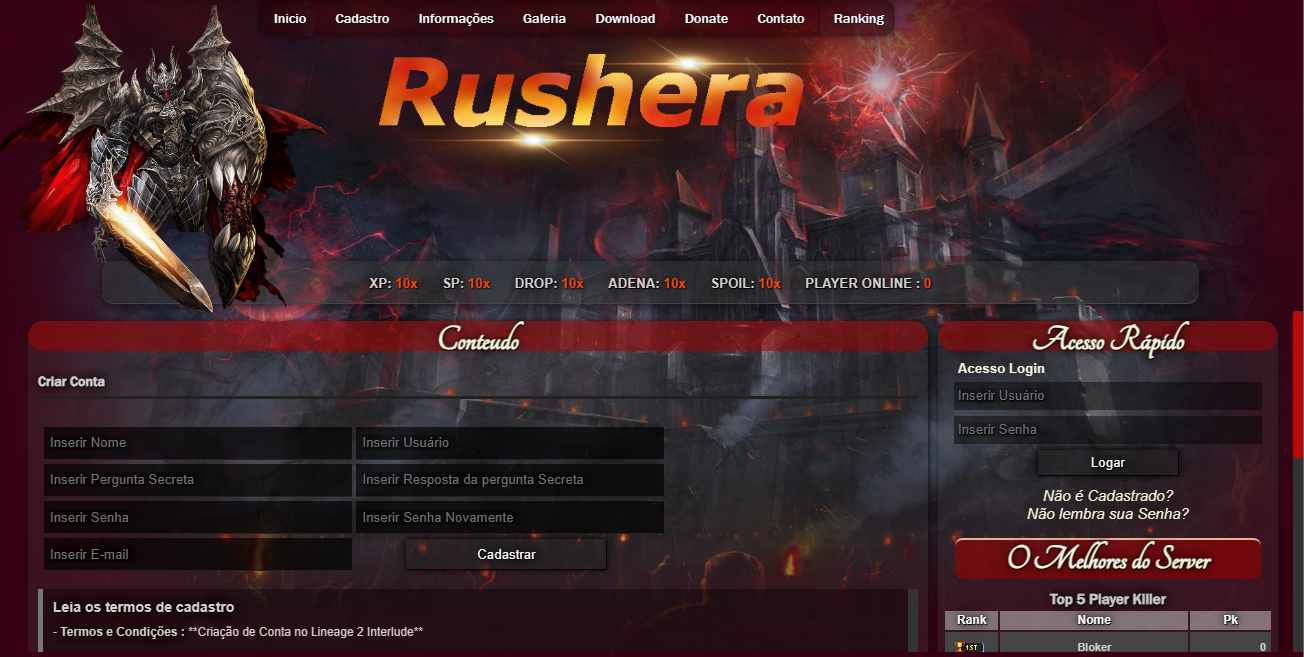 Inicio Cadastro Informações Galeria Download Donate Contato Ranking
Rushera
XP: 10x SP: 10x DROP: 10x ADENA: 10x SPOIL: 10x PLAYER ONLINE : 0
Conteudo
Criar Conta
Inserir Nome Inserir Usuário
Inserir Pergunta Secreta Inserir Resposta da pergunta Secreta
Inserir Senha Inserir Senha Novamente
Inserir E-mail Cadastrar
Leia os termos de cadastro
- Termos e Condições : **Criação de Conta no Lineage 2 Interlude**
Acesso Rápido
Acesso Login
Inserir Usuário
Inserir Senha
Logar
Não é Cadastrado?
Não lembra sua Senha?
O Melhores do Server
Top 5 Player Killer
Rank Nome Pk
1ST Bloker 0